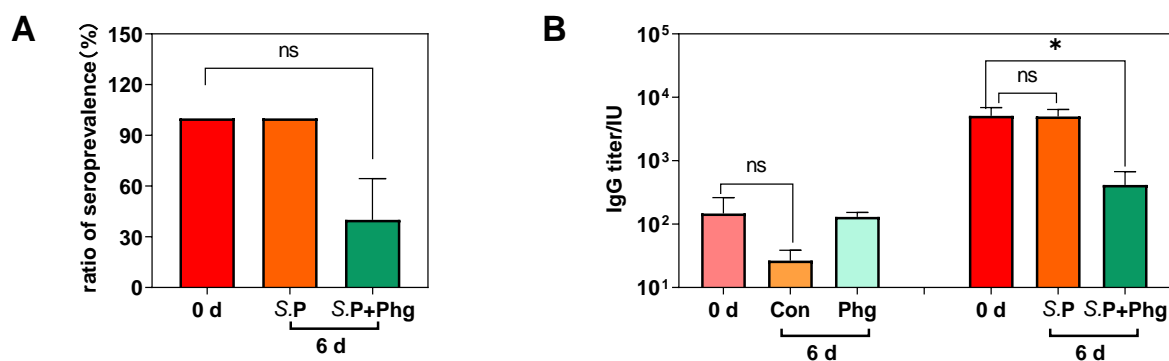 A
ratio of seroprevalence(%)
150
120
90
60
30
0
ns
0 d
S.P
S.P+Phg
6 d
B
IgG titer/IU
10⁵
10⁴
10³
10²
10¹
ns
ns
*
0 d
Con
Phg
0 d
S.P
S.P+Phg
6 d
6 d